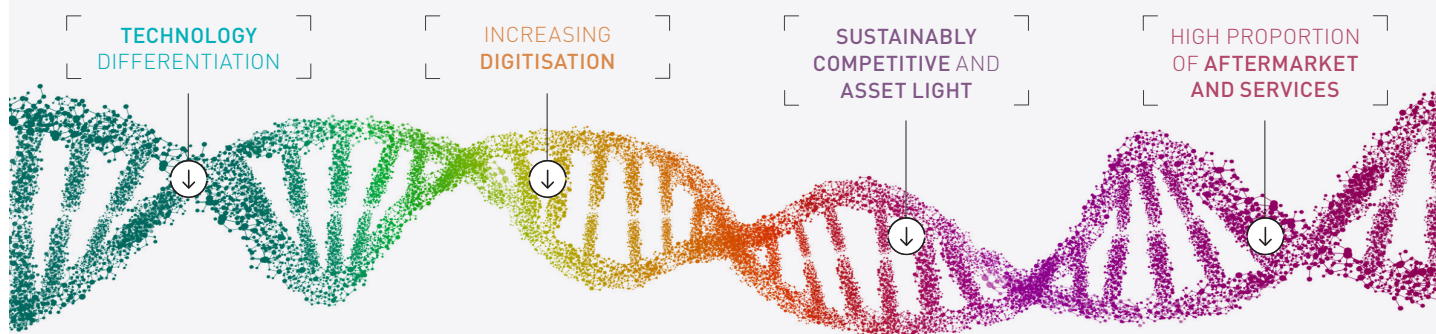 TECHNOLOGY
DIFFERENTIATION
INCREASING
DIGITISATION
SUSTAINABLY
COMPETITIVE AND
ASSET LIGHT
HIGH PROPORTION
OF AFTERMARKET
AND SERVICES